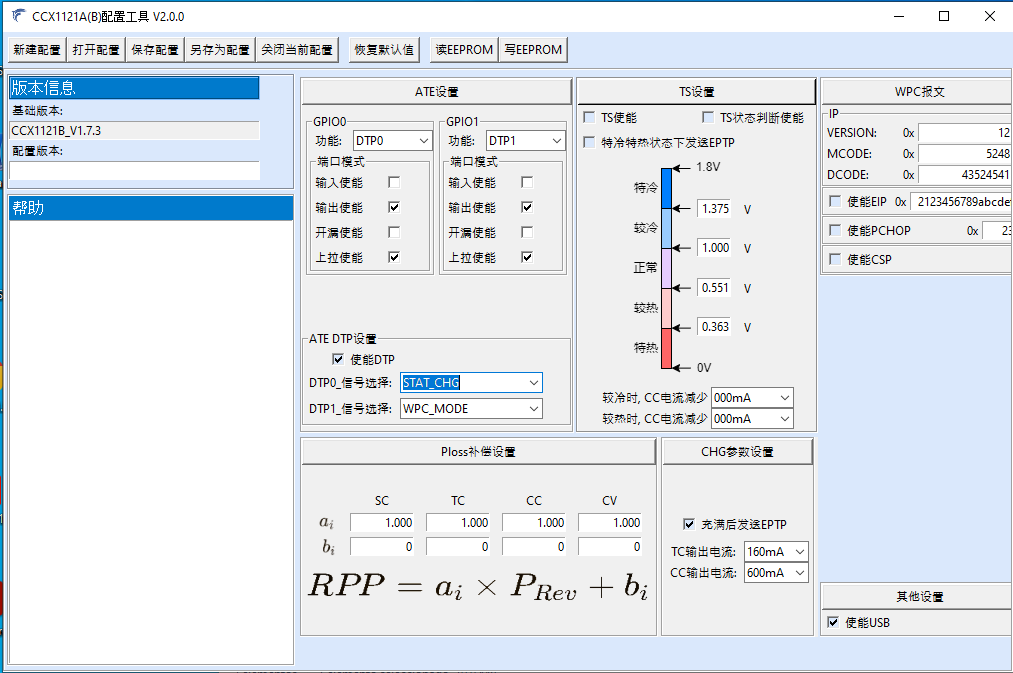 CCX1121A(B)配置工具 V2.0.0
新建配置 打开配置 保存配置 另存为配置 关闭当前配置 恢复默认值 读EEPROM 写EEPROM
版本信息
基础版本:
CCX1121B_V1.7.3
配置版本:
帮助
ATE设置
GPIO0
功能: DTP0
端口模式
输入使能
输出使能
开漏使能
上拉使能
GPIO1
功能: DTP1
端口模式
输入使能
输出使能
开漏使能
上拉使能
ATE DTP设置
使能DTP
DTP0_信号选择: STAT_CHG
DTP1_信号选择: WPC_MODE
TS设置
TS使能 TS状态判断使能
特冷特热状态下发送EPTP
1.8V
特冷
1.375 V
较冷
1.000 V
正常
0.551 V
较热
0.363 V
特热
0V
较冷时, CC电流减少 000mA
较热时, CC电流减少 000mA
WPC报文
IP
VERSION: 0x 12
MCODE: 0x 5248
DCODE: 0x 43524541
使能EIP 0x 2123456789abcde
使能PCHOP 0x 23
使能CSP
Ploss补偿设置
SC TC CC CV
a_i 1.000 1.000 1.000 1.000
b_i 0 0 0 0
RPP = a_i × P_Rev + b_i
CHG参数设置
充满后发送EPTP
TC输出电流: 160mA
CC输出电流: 600mA
其他设置
使能USB